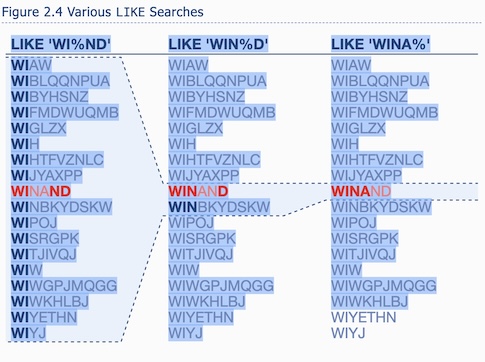 Figure 2.4 Various LIKE Searches
LIKE 'WI%ND' LIKE 'WIN%D' LIKE 'WINA%'
WIAW WIAW WIAW
WIBLQQNPUA WIBLQQNPUA WIBLQQNPUA
WIBYHSNZ WIBYHSNZ WIBYHSNZ
WIFMDWUQMB WIFMDWUQMB WIFMDWUQMB
WIGLZX WIGLZX WIGLZX
WIH WIH WIH
WIHTFVZNLC WIHTFVZNLC WIHTFVZNLC
WIJYAXPP WIJYAXPP WIJYAXPP
WINAND WINAND WINAND
WINBKYDSKW WINBKYDSKW WINBKYDSKW
WIPOJ WIPOJ WIPOJ
WISRGPK WISRGPK WISRGPK
WITJIVQJ WITJIVQJ WITJIVQJ
WIW WIW WIW
WIWGPJMQGG WIWGPJMQGG WIWGPJMQGG
WIWKHLBJ WIWKHLBJ WIWKHLBJ
WIYETHN WIYETHN WIYETHN
WIYJ WIYJ WIYJ